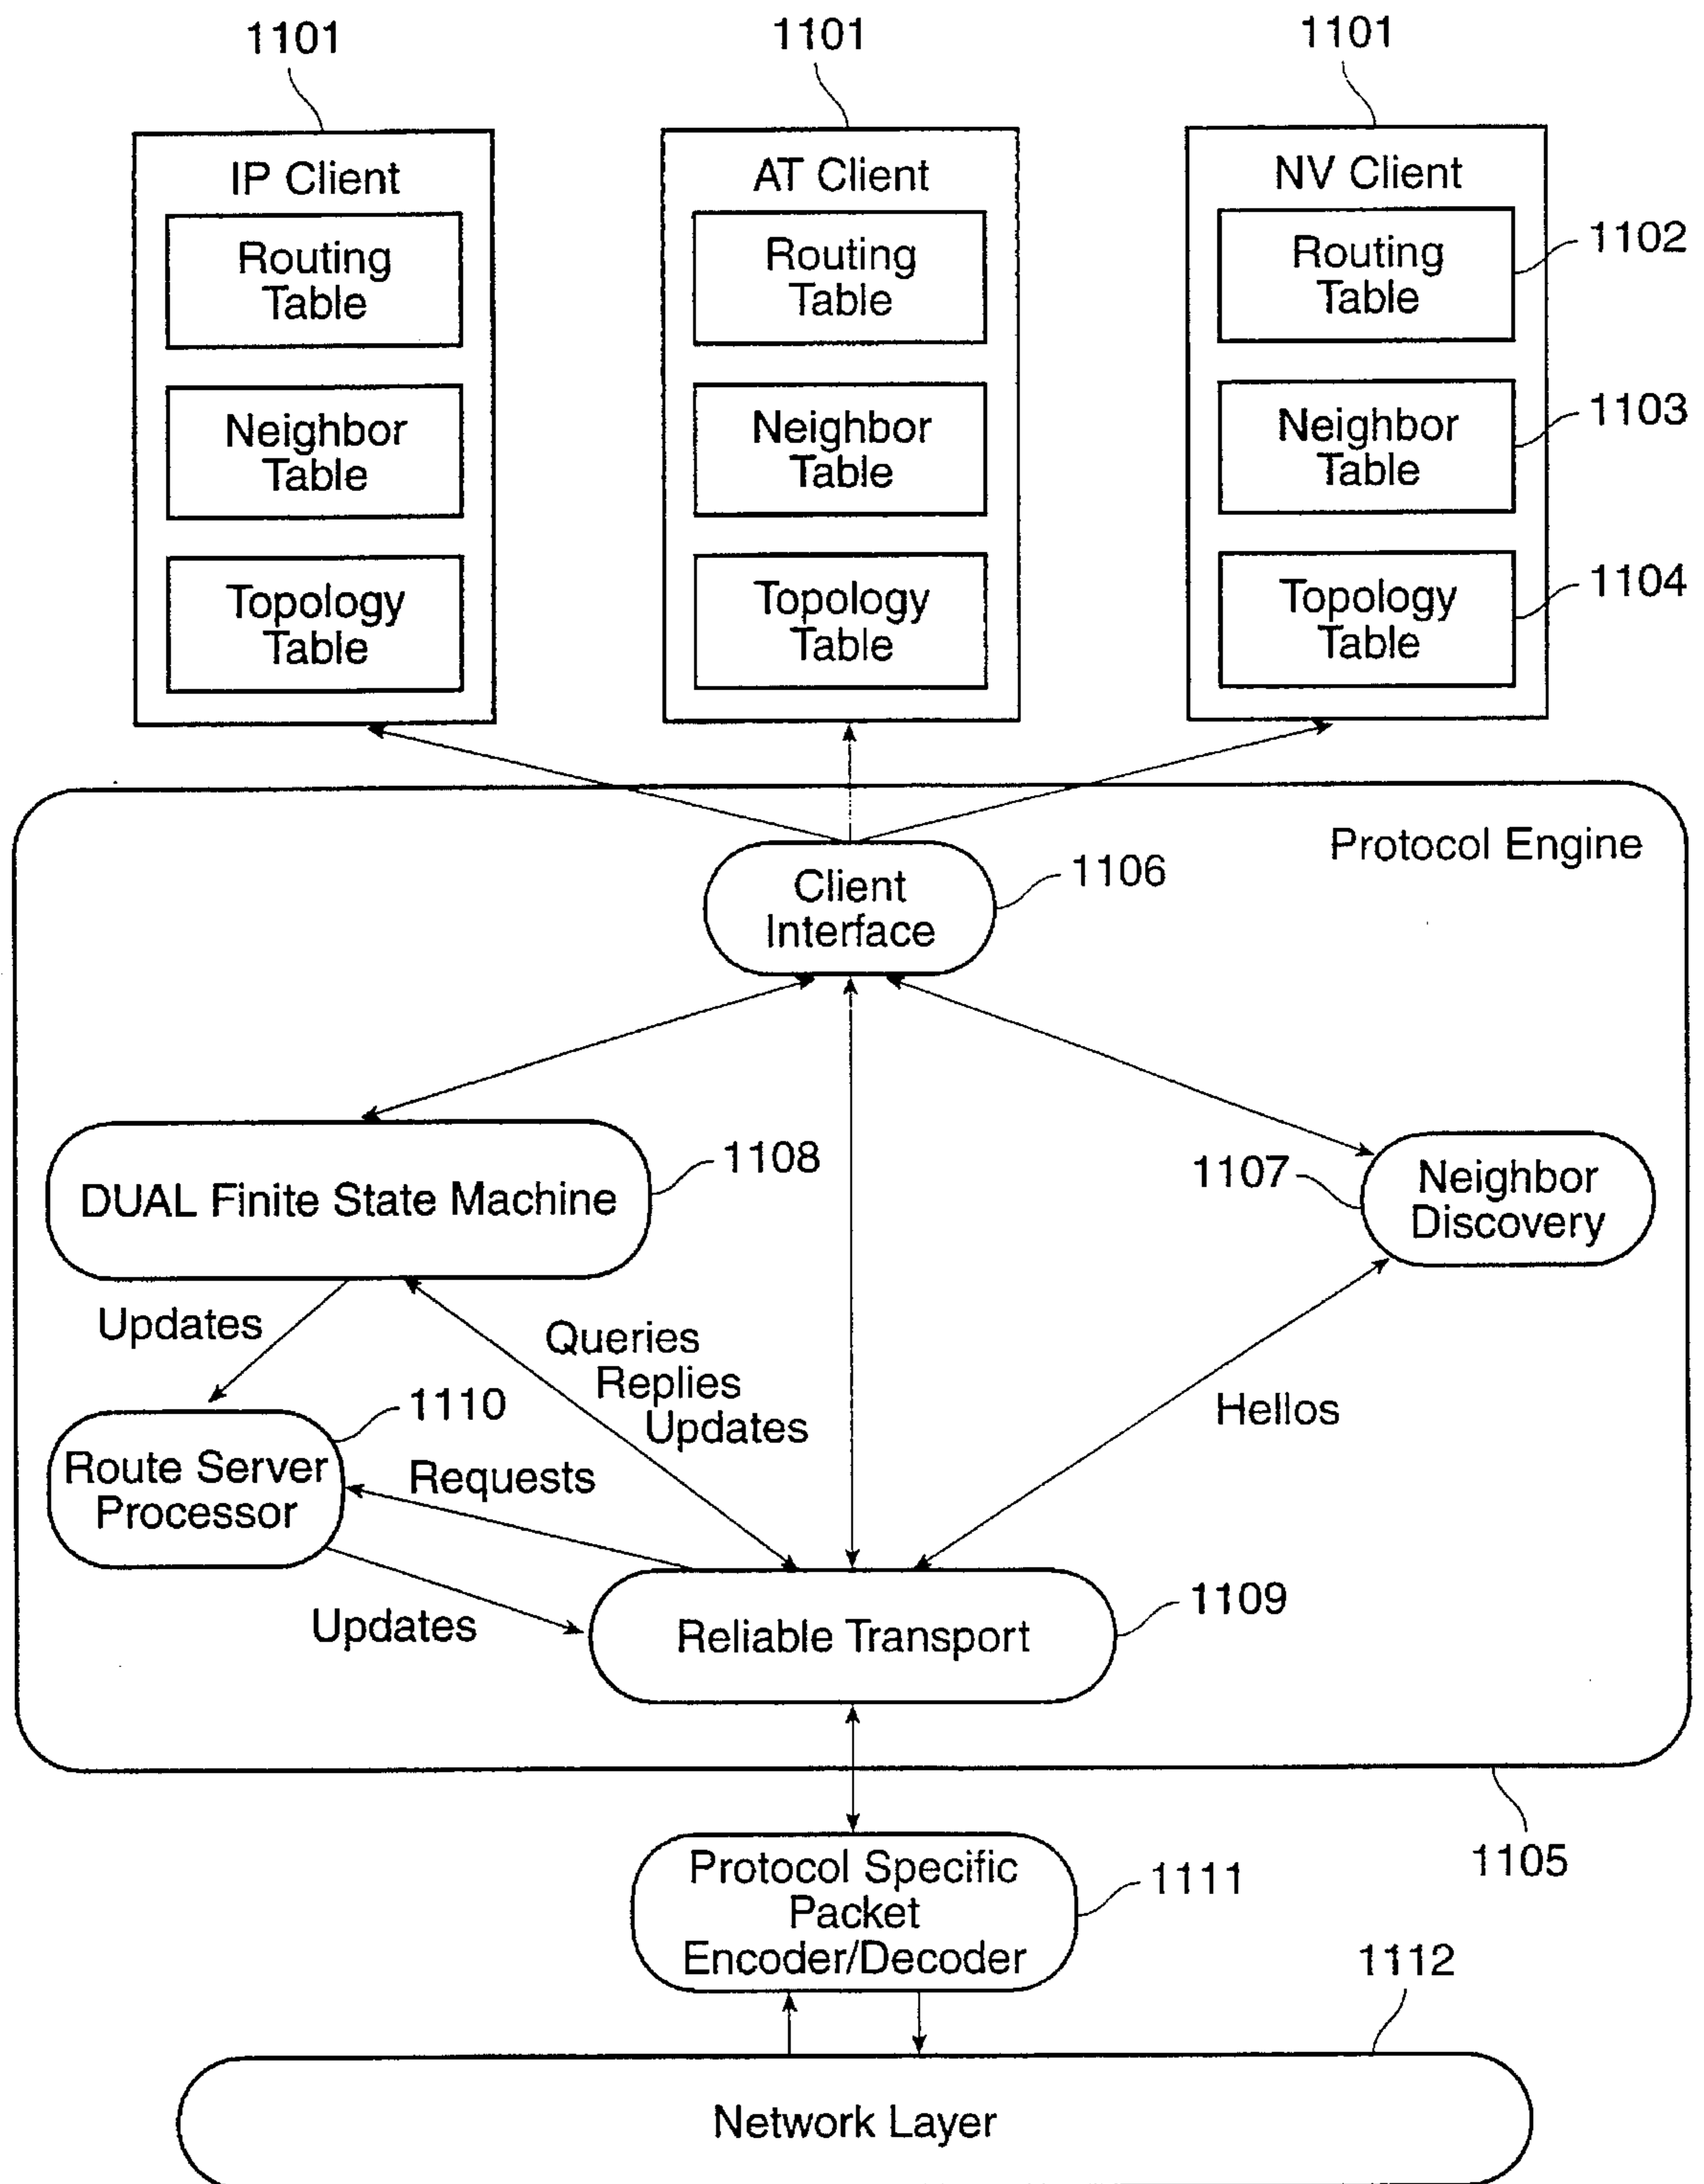 1101
1101
1101
IP Client
AT Client
NV Client
Routing
Table
Routing
Table
Routing
Table
1102
Neighbor
Table
Neighbor
Table
Neighbor
Table
1103
Topology
Table
Topology
Table
Topology
Table
1104
Protocol Engine
Client
Interface
1106
DUAL Finite State Machine
1108
1107
Neighbor
Discovery
Updates
Queries
Replies
Updates
Hellos
1110
Route Server
Processor
Requests
Updates
Reliable Transport
1109
1105
Protocol Specific
Packet
Encoder/Decoder
1111
1112
Network Layer